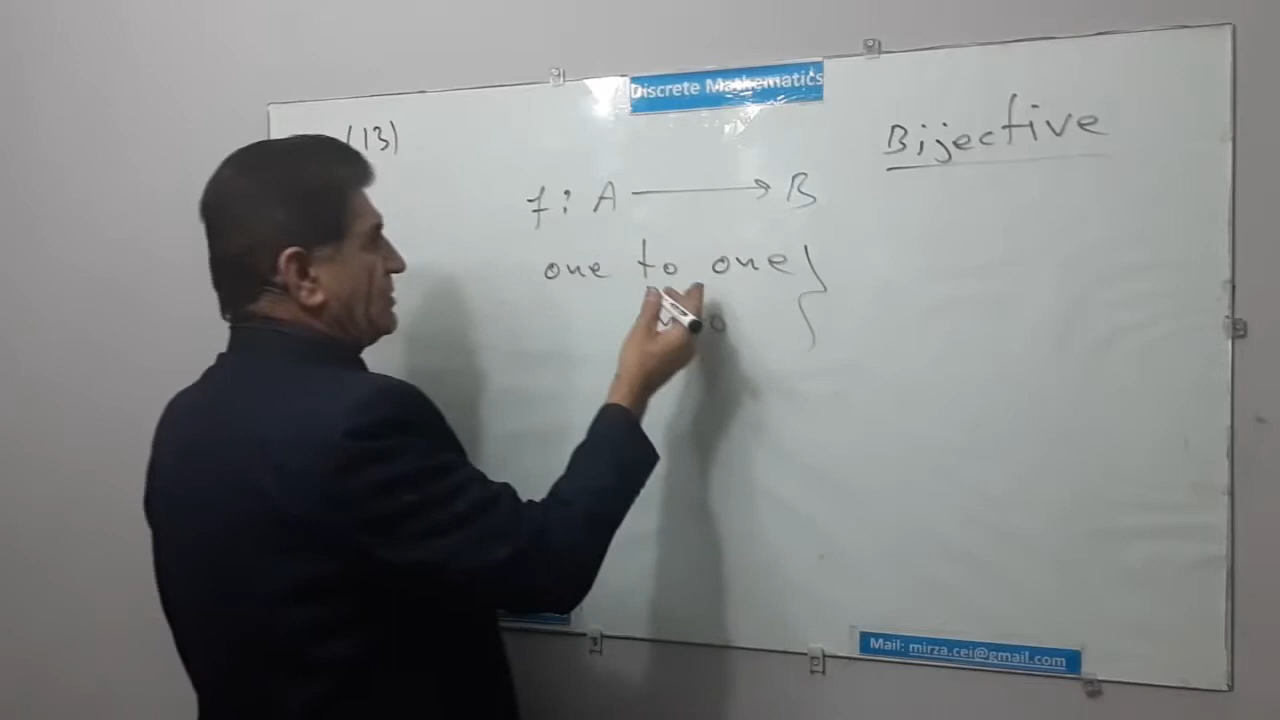 Discrete Mathematics
(13)
Bijective
f : A → B
one to one }
Mail: mirza.cei@gmail.com